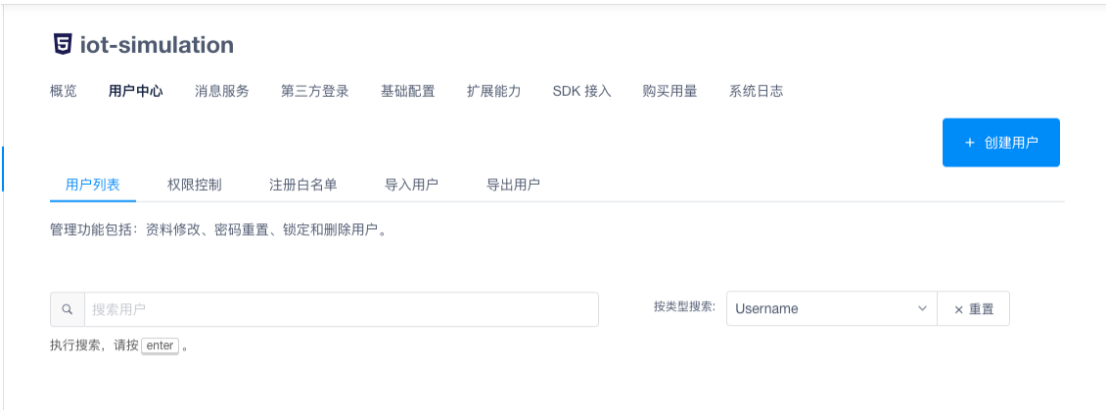 iot-simulation
概览 用户中心 消息服务 第三方登录 基础配置 扩展能力 SDK 接入 购买用量 系统日志
+ 创建用户
用户列表 权限控制 注册白名单 导入用户 导出用户
管理功能包括：资料修改、密码重置、锁定和删除用户。
搜索用户 按类型搜索: Username × 重置
执行搜索，请按 enter 。